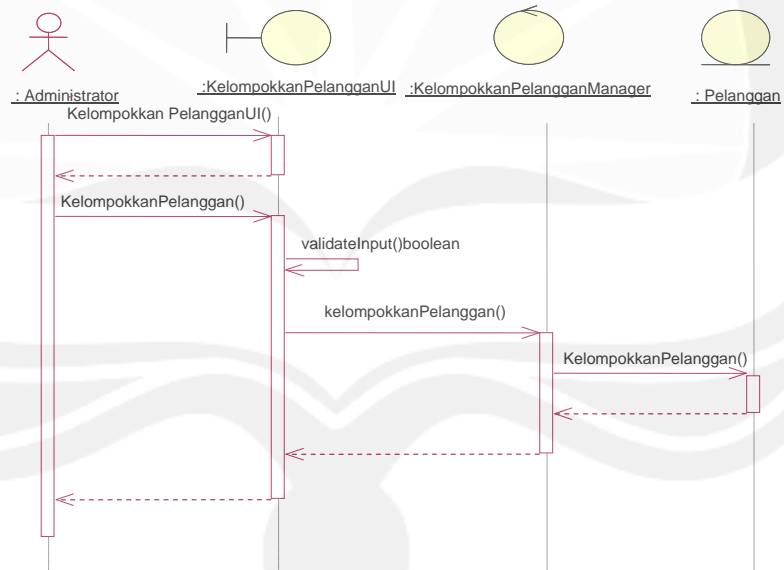 : Administrator
:KelompokkanPelangganUI
:KelompokkanPelangganManager
: Pelanggan
Kelompokkan PelangganUI()
KelompokkanPelanggan()
validateInput()boolean
kelompokkanPelanggan()
KelompokkanPelanggan()